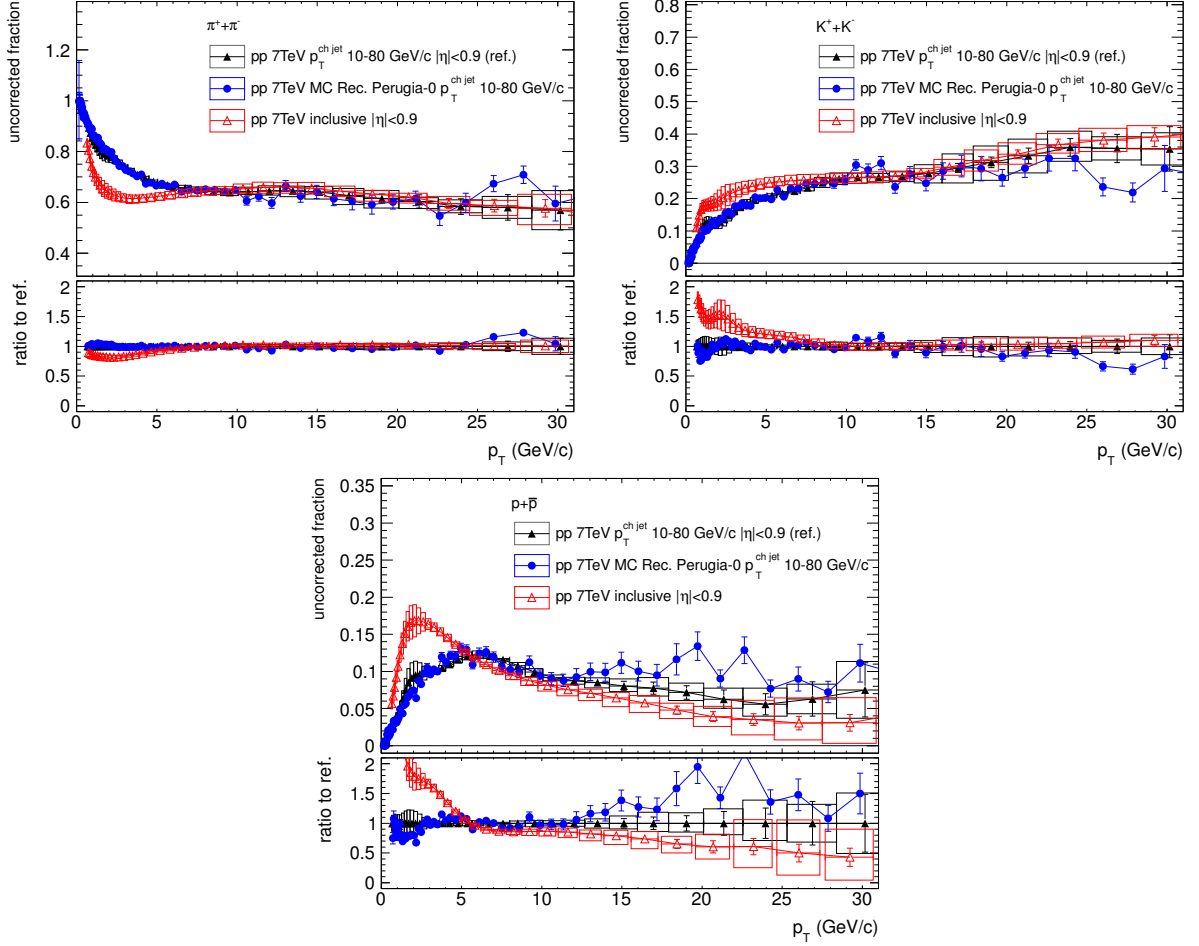 uncorrected fraction
1.2
1
0.8
0.6
0.4
π⁺+π⁻
pp 7TeV p_T^{ch jet} 10-80 GeV/c |η|<0.9 (ref.)
pp 7TeV MC Rec. Perugia-0 p_T^{ch jet} 10-80 GeV/c
pp 7TeV inclusive |η|<0.9
ratio to ref.
2
1.5
1
0.5
0
0 5 10 15 20 25 30
p_T (GeV/c)
uncorrected fraction
0.8
0.6
0.4
0.2
0
K⁺+K⁻
pp 7TeV p_T^{ch jet} 10-80 GeV/c |η|<0.9 (ref.)
pp 7TeV MC Rec. Perugia-0 p_T^{ch jet} 10-80 GeV/c
pp 7TeV inclusive |η|<0.9
ratio to ref.
2
1.5
1
0.5
0
0 5 10 15 20 25 30
p_T (GeV/c)
uncorrected fraction
0.35
0.3
0.25
0.2
0.15
0.1
0.05
0
p+p̅
pp 7TeV p_T^{ch jet} 10-80 GeV/c |η|<0.9 (ref.)
pp 7TeV MC Rec. Perugia-0 p_T^{ch jet} 10-80 GeV/c
pp 7TeV inclusive |η|<0.9
ratio to ref.
2
1.5
1
0.5
0
0 5 10 15 20 25 30
p_T (GeV/c)